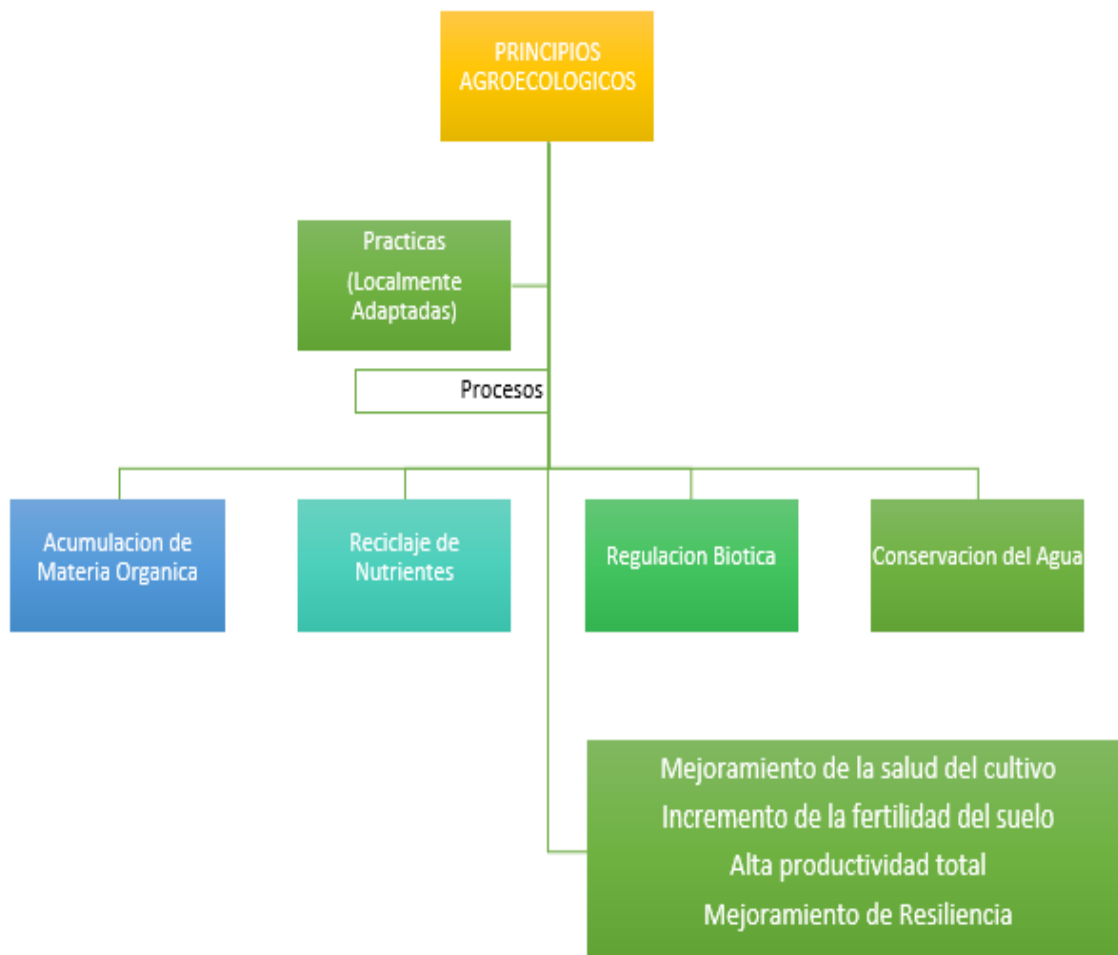 PRINCIPIOS
AGROECOLOGICOS
Practicas
(Localmente
Adaptadas)
Procesos
Acumulacion de
Materia Organica
Reciclaje de
Nutrientes
Regulacion Biotica
Conservacion del Agua
Mejoramiento de la salud del cultivo
Incremento de la fertilidad del suelo
Alta productividad total
Mejoramiento de Resiliencia